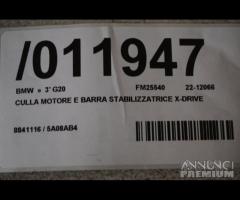 /011947
BMW » 3' G20 FM25540 22-12066
CULLA MOTORE E BARRA STABILIZZATRICE X-DRIVE
8841116 / 5A08AB4
ANNUNCI
PREMIUM